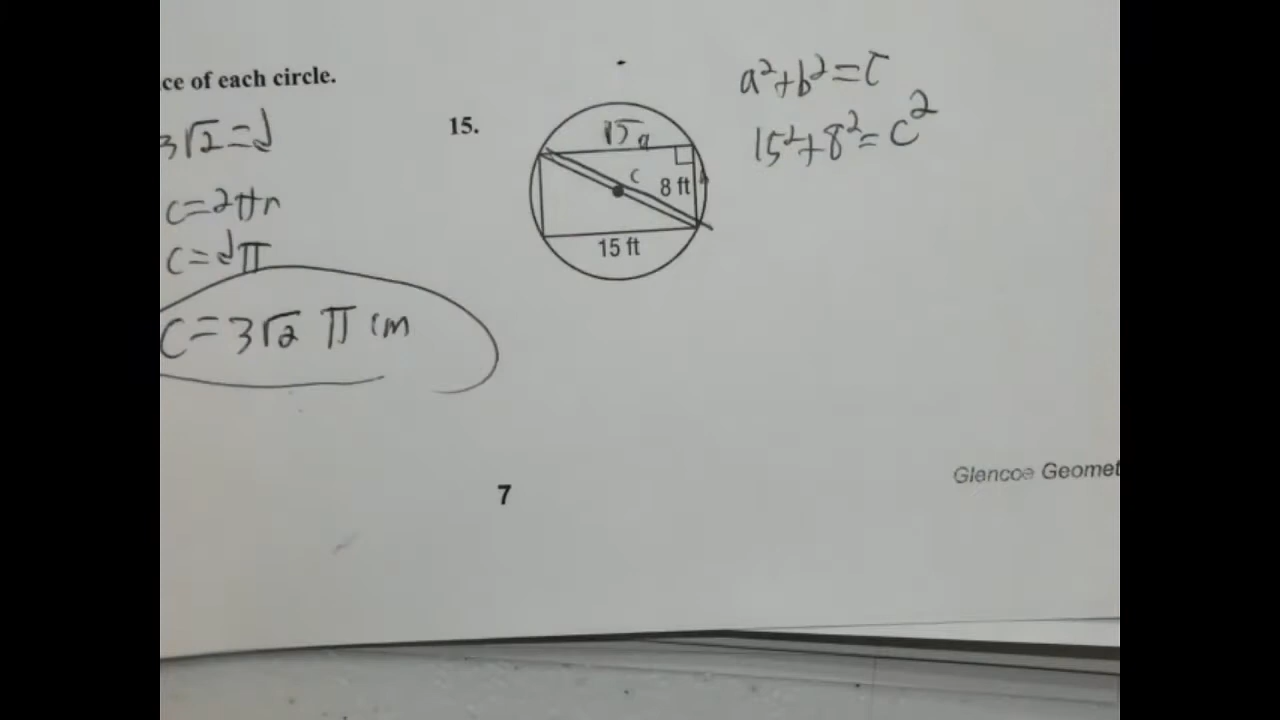 ce of each circle.
3√2=d
c=2πr
c=dπ
C=3√2 π cm
15.
15 a
c
8 ft
15 ft
a²+b²=c
15²+8²=c²
7
Glencoe Geomet